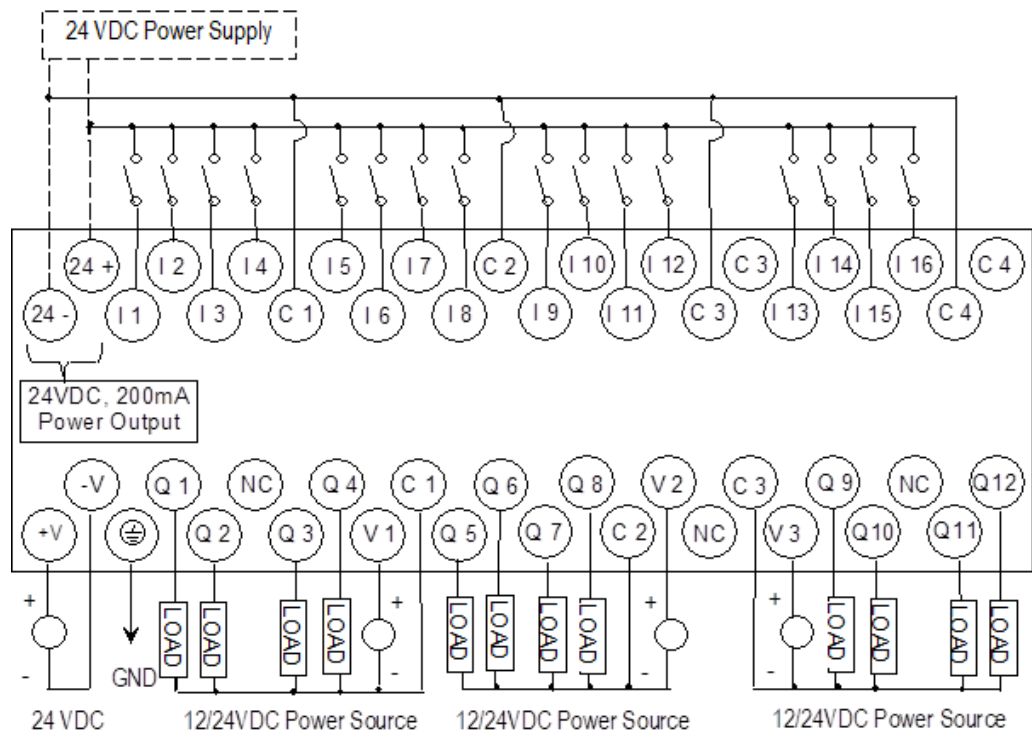 24 VDC Power Supply
24 + I 2 I 4 I 5 I 7 C 2 I 10 I 12 C 3 I 14 I 16 C 4
24 - I 1 I 3 C 1 I 6 I 8 I 9 I 11 C 3 I 13 I 15 C 4
24VDC, 200mA
Power Output
-V Q 1 NC Q 4 C 1 Q 6 Q 8 V 2 C 3 Q 9 NC Q12
+V Q 2 Q 3 V 1 Q 5 Q 7 C 2 NC V 3 Q10 Q11
+ LOAD LOAD LOAD LOAD + LOAD LOAD LOAD LOAD + + LOAD LOAD LOAD LOAD
- GND - - -
24 VDC 12/24VDC Power Source 12/24VDC Power Source 12/24VDC Power Source